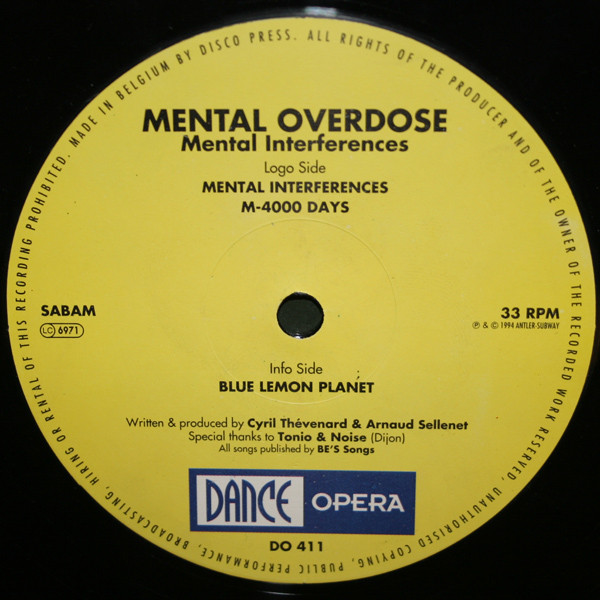 MADE IN BELGIUM BY DISCO PRESS. ALL RIGHTS OF THE PRODUCER AND OF THE OWNER OF THE RECORDED WORK RESERVED, UNAUTHORISED COPYING, PUBLIC PERFORMANCE, BROADCASTING, HIRING OR RENTAL OF THIS RECORDING PROHIBITED.
MENTAL OVERDOSE
Mental Interferences
Logo Side
MENTAL INTERFERENCES
M-4000 DAYS
SABAM
LC 6971
33 RPM
℗ & © 1994 ANTLER-SUBWAY
Info Side
BLUE LEMON PLANÉT
Written & produced by Cyril Thévenard & Arnaud Sellenet
Special thanks to Tonio & Noise (Dijon)
All songs published by BE'S Songs
DANCE OPERA
DO 411